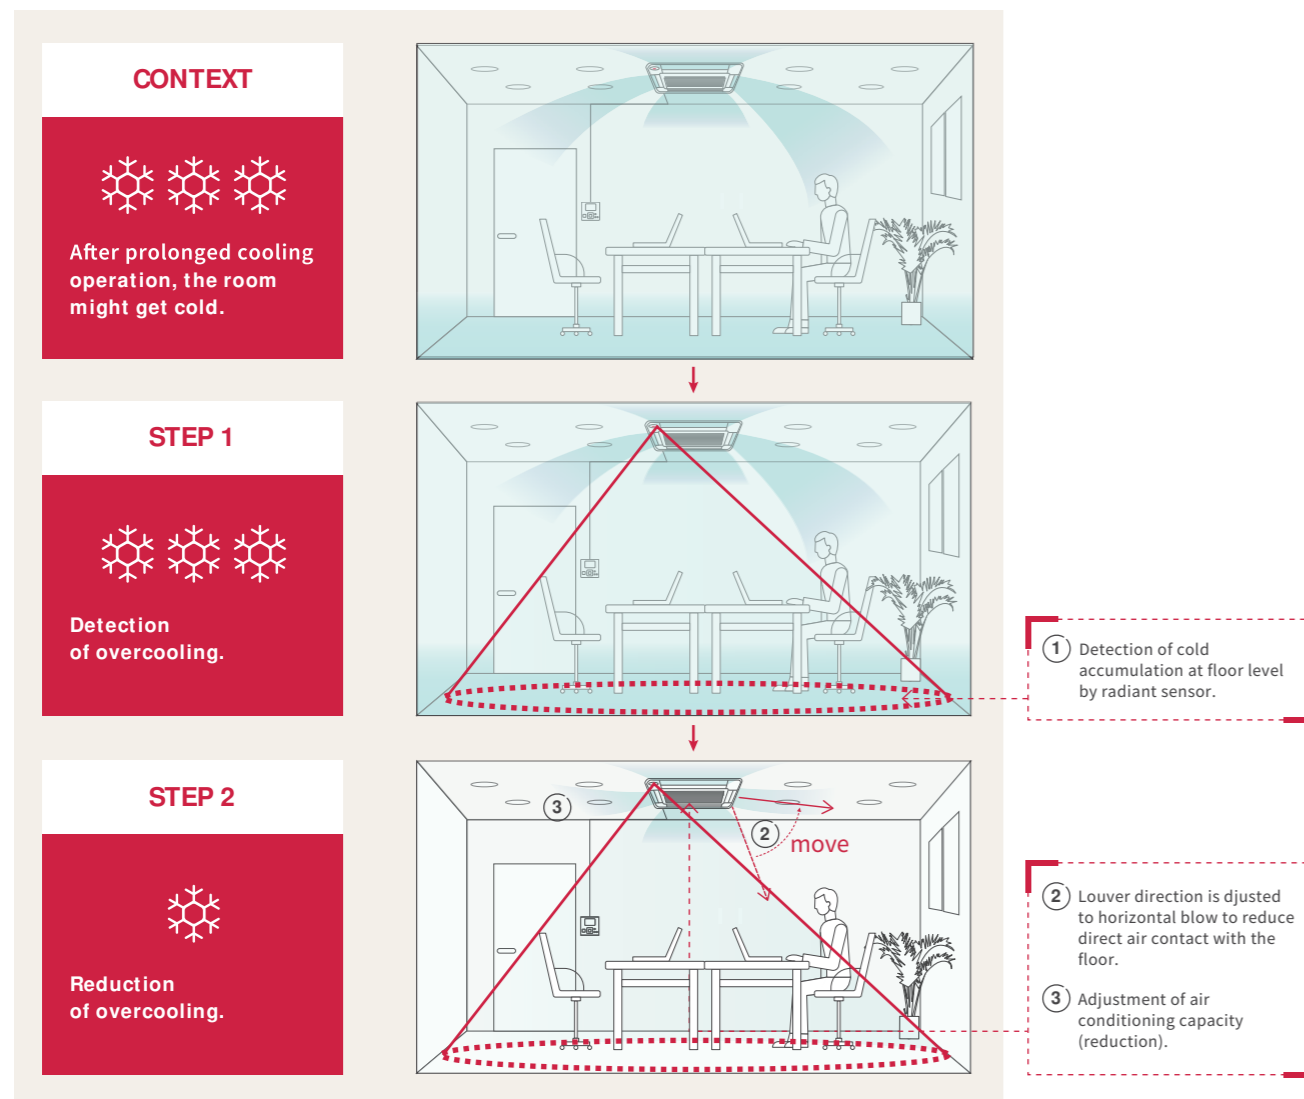 CONTEXT
After prolonged cooling
operation, the room
might get cold.
STEP 1
Detection
of overcooling.
1 Detection of cold
accumulation at floor level
by radiant sensor.
STEP 2
Reduction
of overcooling.
3
2
move
2 Louver direction is djusted
to horizontal blow to reduce
direct air contact with the
floor.
3 Adjustment of air
conditioning capacity
(reduction).